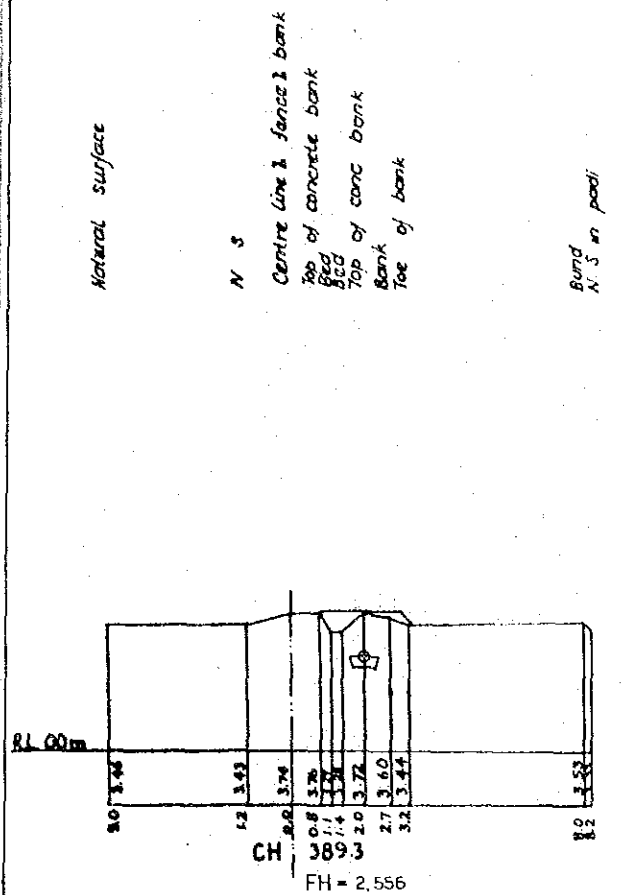 Natural surface
N S
Centre line & fence & bank
Top of concrete bank
Bed
Bed
Top of conc bank
Bank
Toe of bank
Bund
N. S in padi
RL 00m
3.46
3.43
3.74
3.76
3.72
3.60
3.44
3.53
8.0
1.2
0.0
0.8
1.1
1.4
2.0
2.7
3.2
8.0
8.2
CH 3893
FH = 2,556